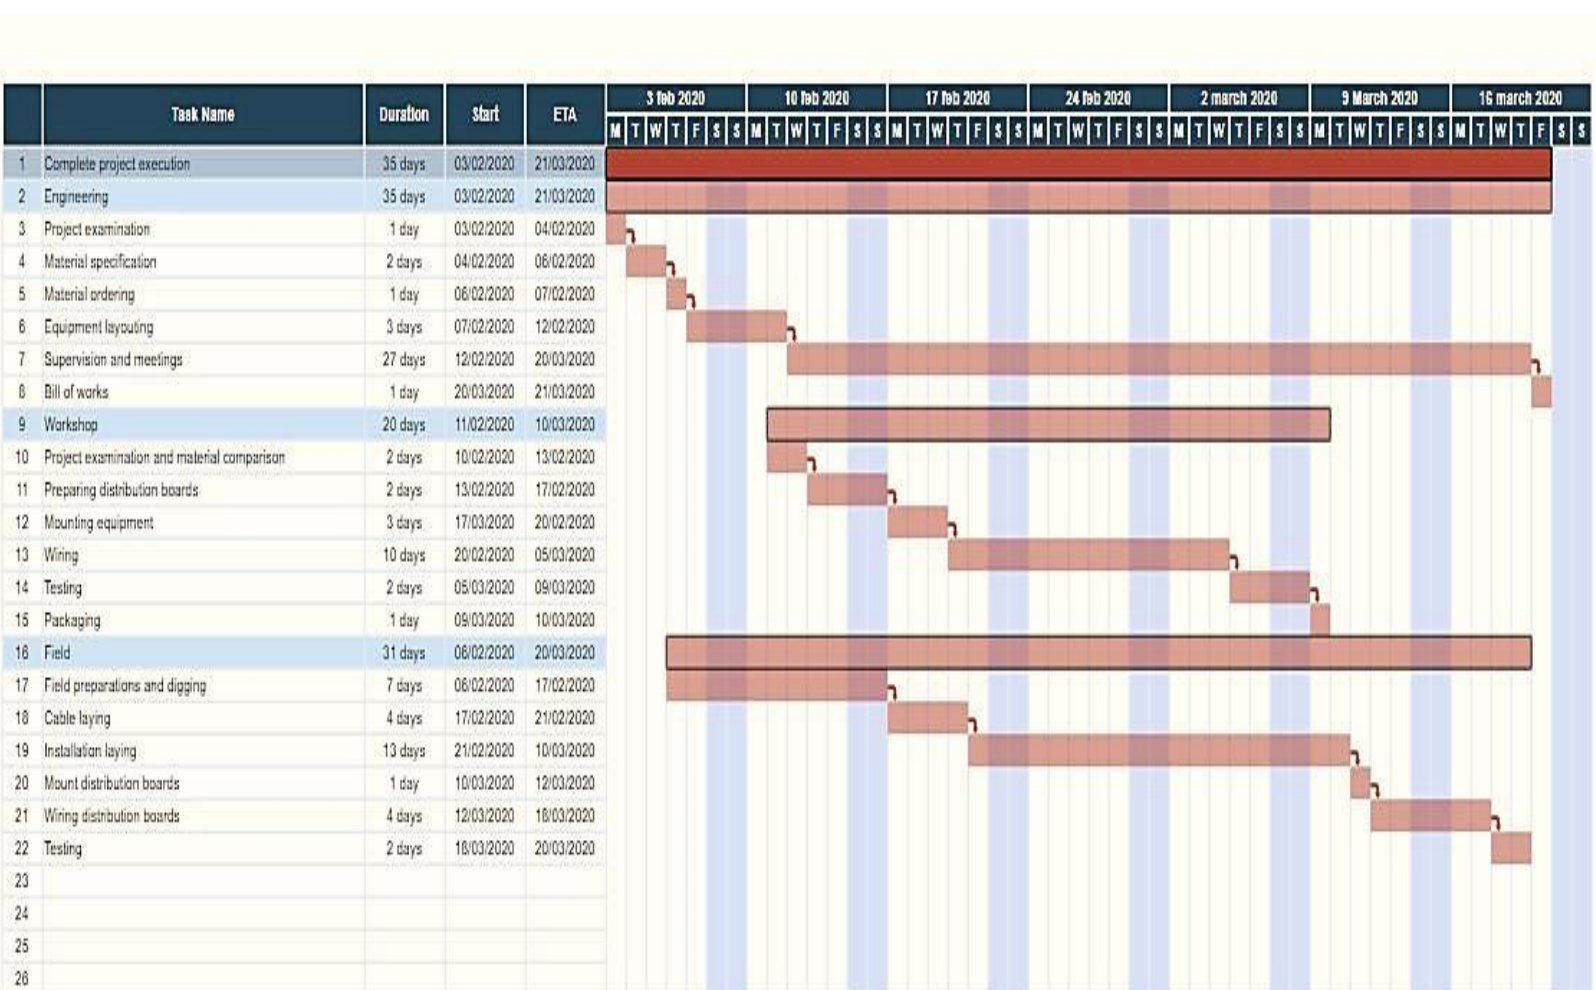 3 feb 2020 10 feb 2020 17 feb 2020 24 feb 2020 2 march 2020 9 March 2020 16 march 2020
Task Name Duration Start ETA
M T W T F S S M T W T F S S M T W T F S S M T W T F S S M T W T F S S M T W T F S S M T W T F S S
1 Complete project execution 35 days 03/02/2020 21/03/2020
2 Engineering 35 days 03/02/2020 21/03/2020
3 Project examination 1 day 03/02/2020 04/02/2020
4 Material specification 2 days 04/02/2020 06/02/2020
5 Material ordering 1 day 06/02/2020 07/02/2020
6 Equipment layouting 3 days 07/02/2020 12/02/2020
7 Supervision and meetings 27 days 12/02/2020 20/03/2020
8 Bill of works 1 day 20/03/2020 21/03/2020
9 Workshop 20 days 11/02/2020 10/03/2020
10 Project examination and material comparison 2 days 10/02/2020 13/02/2020
11 Preparing distribution boards 2 days 13/02/2020 17/02/2020
12 Mounting equipment 3 days 17/03/2020 20/02/2020
13 Wiring 10 days 20/02/2020 05/03/2020
14 Testing 2 days 05/03/2020 09/03/2020
15 Packaging 1 day 09/03/2020 10/03/2020
16 Field 31 days 06/02/2020 20/03/2020
17 Field preparations and digging 7 days 06/02/2020 17/02/2020
18 Cable laying 4 days 17/02/2020 21/02/2020
19 Installation laying 13 days 21/02/2020 10/03/2020
20 Mount distribution boards 1 day 10/03/2020 12/03/2020
21 Wiring distribution boards 4 days 12/03/2020 18/03/2020
22 Testing 2 days 18/03/2020 20/03/2020
23
24
25
26